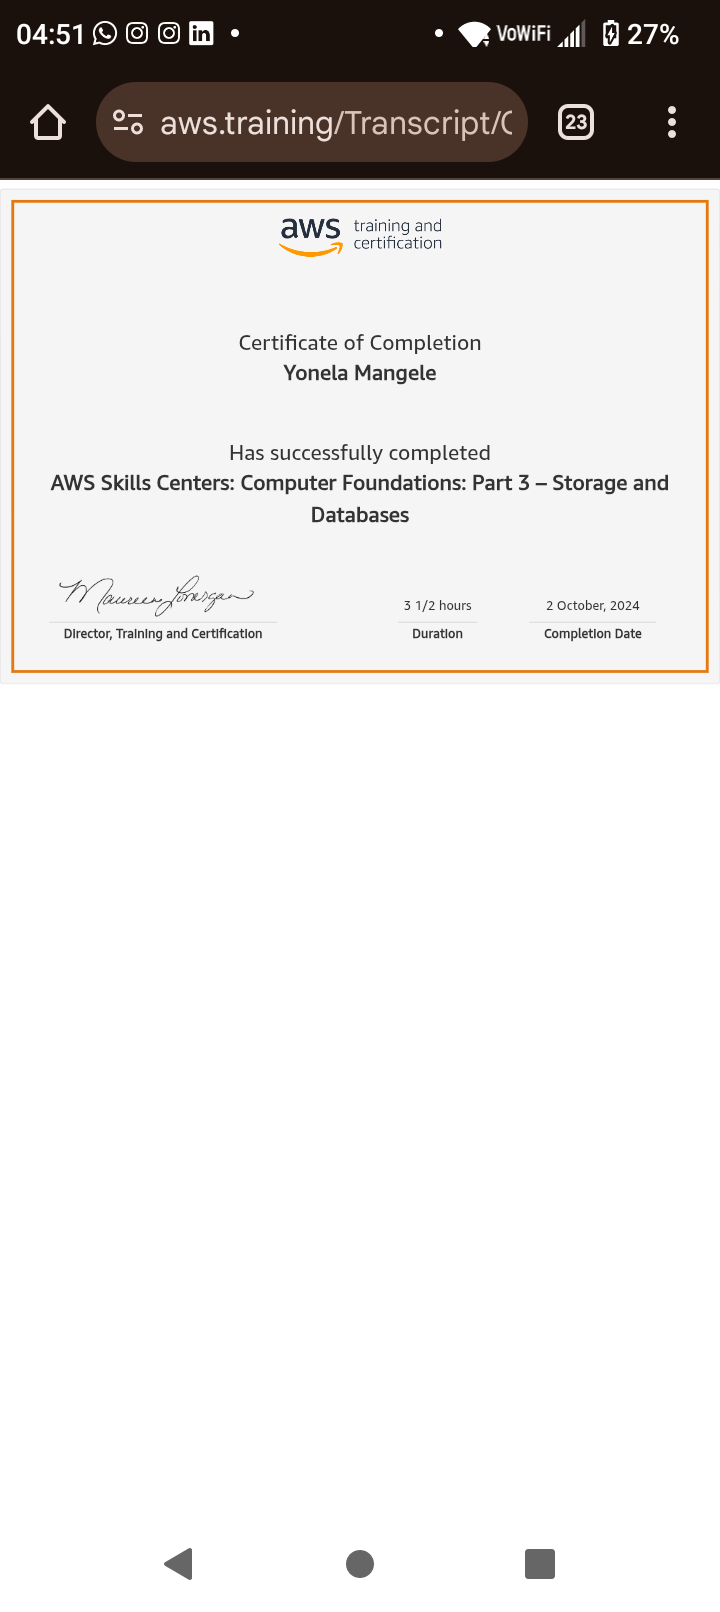 04:51 VoWiFi 27%
aws.training/Transcript/C 23
aws training and
certification
Certificate of Completion
Yonela Mangele
Has successfully completed
AWS Skills Centers: Computer Foundations: Part 3 – Storage and
Databases
Maureen Lonergan
3 1/2 hours 2 October, 2024
Director, Training and Certification Duration Completion Date